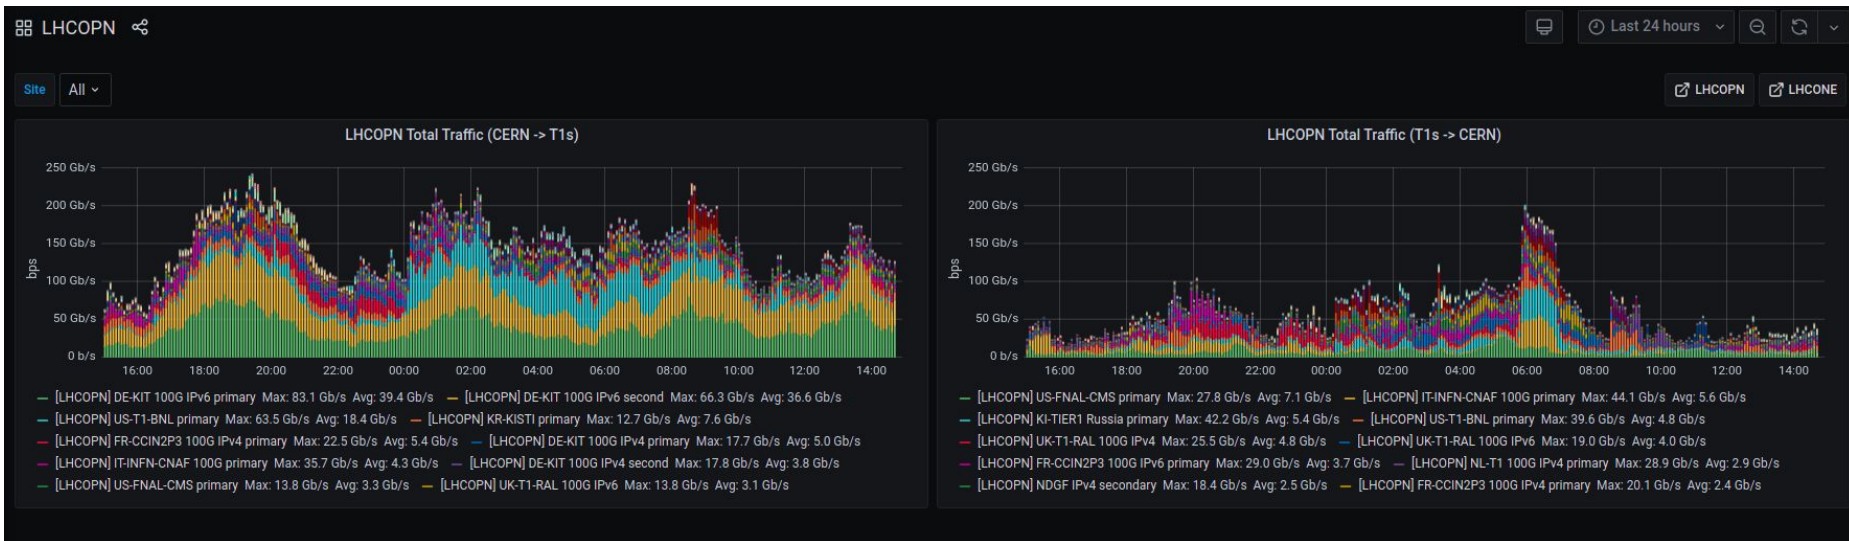 LHCOPN
Last 24 hours
Site All
LHCOPN LHCONE
LHCOPN Total Traffic (CERN -> T1s)
250 Gb/s
200 Gb/s
150 Gb/s
100 Gb/s
50 Gb/s
0 b/s
bps
16:00 18:00 20:00 22:00 00:00 02:00 04:00 06:00 08:00 10:00 12:00 14:00
[LHCOPN] DE-KIT 100G IPv6 primary Max: 83.1 Gb/s Avg: 39.4 Gb/s [LHCOPN] DE-KIT 100G IPv6 second Max: 66.3 Gb/s Avg: 36.6 Gb/s
[LHCOPN] US-T1-BNL primary Max: 63.5 Gb/s Avg: 18.4 Gb/s [LHCOPN] KR-KISTI primary Max: 12.7 Gb/s Avg: 7.6 Gb/s
[LHCOPN] FR-CCIN2P3 100G IPv4 primary Max: 22.5 Gb/s Avg: 5.4 Gb/s [LHCOPN] DE-KIT 100G IPv4 primary Max: 17.7 Gb/s Avg: 5.0 Gb/s
[LHCOPN] IT-INFN-CNAF 100G primary Max: 35.7 Gb/s Avg: 4.3 Gb/s [LHCOPN] DE-KIT 100G IPv4 second Max: 17.8 Gb/s Avg: 3.8 Gb/s
[LHCOPN] US-FNAL-CMS primary Max: 13.8 Gb/s Avg: 3.3 Gb/s [LHCOPN] UK-T1-RAL 100G IPv6 Max: 13.8 Gb/s Avg: 3.1 Gb/s
LHCOPN Total Traffic (T1s -> CERN)
250 Gb/s
200 Gb/s
150 Gb/s
100 Gb/s
50 Gb/s
0 b/s
bps
16:00 18:00 20:00 22:00 00:00 02:00 04:00 06:00 08:00 10:00 12:00 14:00
[LHCOPN] US-FNAL-CMS primary Max: 27.8 Gb/s Avg: 7.1 Gb/s [LHCOPN] IT-INFN-CNAF 100G primary Max: 44.1 Gb/s Avg: 5.6 Gb/s
[LHCOPN] KI-TIER1 Russia primary Max: 42.2 Gb/s Avg: 5.4 Gb/s [LHCOPN] US-T1-BNL primary Max: 39.6 Gb/s Avg: 4.8 Gb/s
[LHCOPN] UK-T1-RAL 100G IPv4 Max: 25.5 Gb/s Avg: 4.8 Gb/s [LHCOPN] UK-T1-RAL 100G IPv6 Max: 19.0 Gb/s Avg: 4.0 Gb/s
[LHCOPN] FR-CCIN2P3 100G IPv6 primary Max: 29.0 Gb/s Avg: 3.7 Gb/s [LHCOPN] NL-T1 100G IPv4 primary Max: 28.9 Gb/s Avg: 2.9 Gb/s
[LHCOPN] NDGF IPv4 secondary Max: 18.4 Gb/s Avg: 2.5 Gb/s [LHCOPN] FR-CCIN2P3 100G IPv4 primary Max: 20.1 Gb/s Avg: 2.4 Gb/s